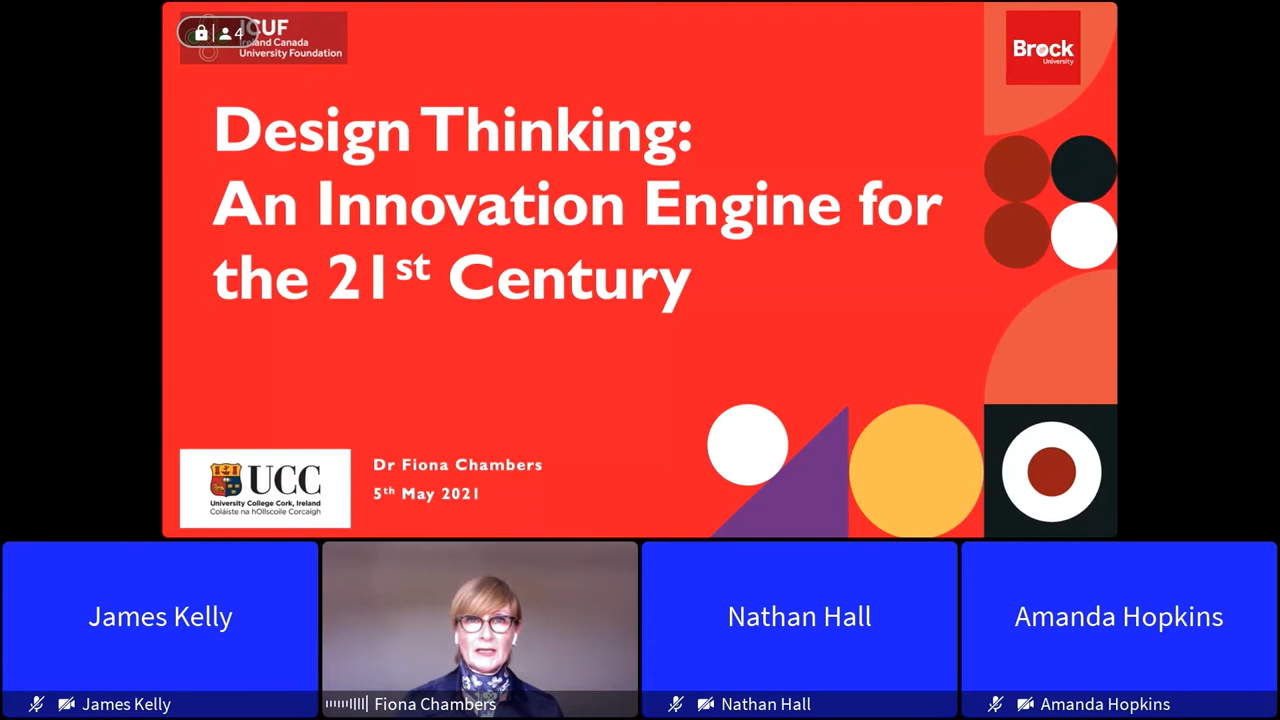 4
ICUF
Ireland Canada
University Foundation
Brock
University
Design Thinking:
An Innovation Engine for
the 21st Century
UCC
University College Cork, Ireland
Coláiste na hOllscoile Corcaigh
Dr Fiona Chambers
5th May 2021
James Kelly
Nathan Hall
Amanda Hopkins
James Kelly
Fiona Chambers
Nathan Hall
Amanda Hopkins